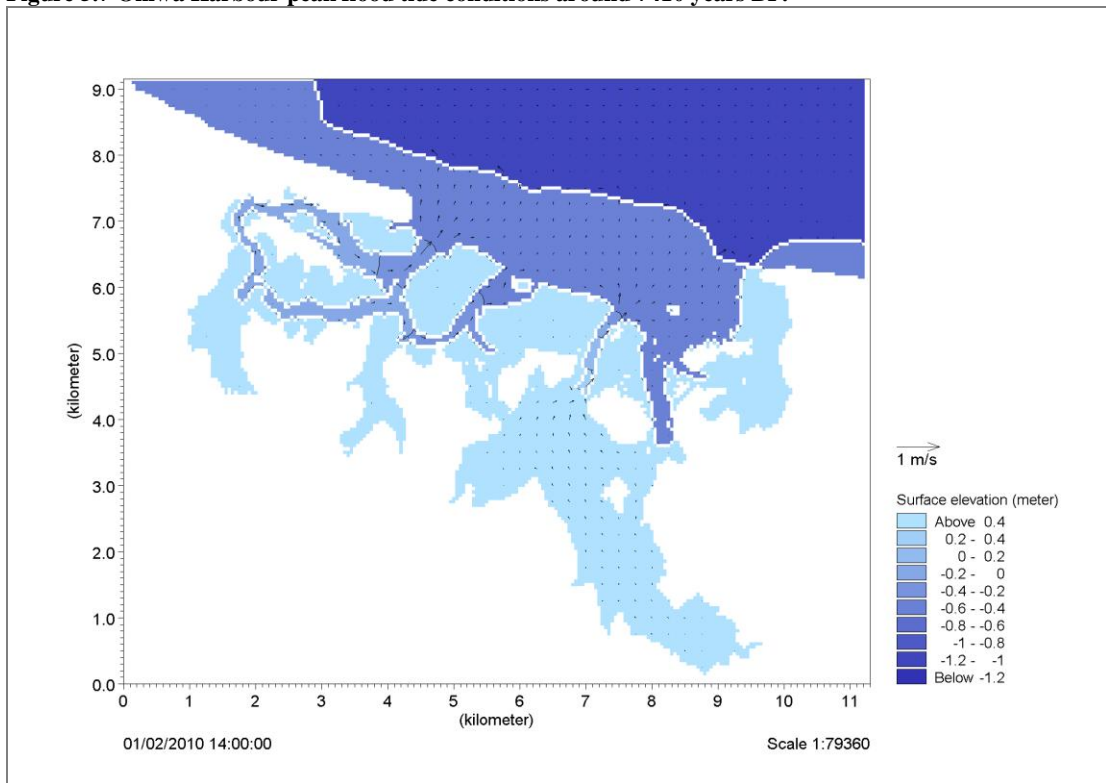 Ohiwa Harbour peak flood tide conditions around years BP.
9.0
8.0
7.0
6.0
5.0
4.0
3.0
2.0
1.0
0.0
(kilometer)
0 1 2 3 4 5 6 7 8 9 10 11
(kilometer)
01/02/2010 14:00:00
Scale 1:79360
1 m/s
Surface elevation (meter)
Above 0.4
0.2 - 0.4
0 - 0.2
-0.2 - 0
-0.4 - -0.2
-0.6 - -0.4
-0.8 - -0.6
-1 - -0.8
-1.2 - -1
Below -1.2